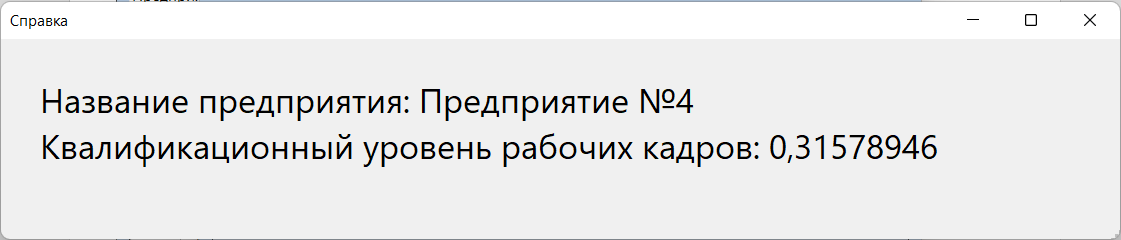 Справка
Название предприятия: Предприятие №4
Квалификационный уровень рабочих кадров: 0,31578946